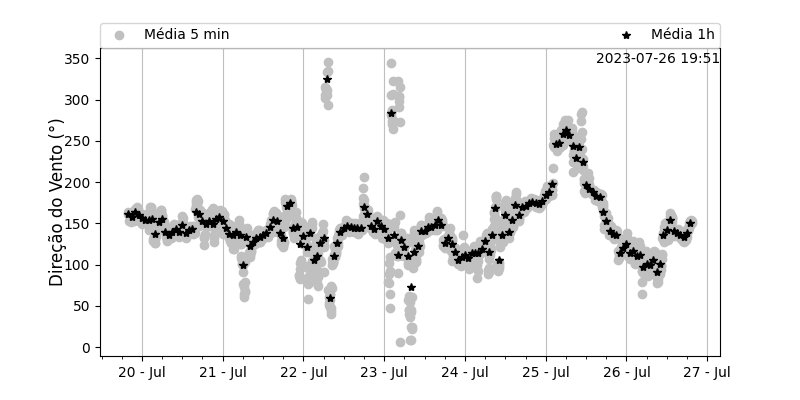 Média 5 min
Média 1h
2023-07-26 19:51
Direção do Vento (°)
350
300
250
200
150
100
50
0
20 - Jul
21 - Jul
22 - Jul
23 - Jul
24 - Jul
25 - Jul
26 - Jul
27 - Jul